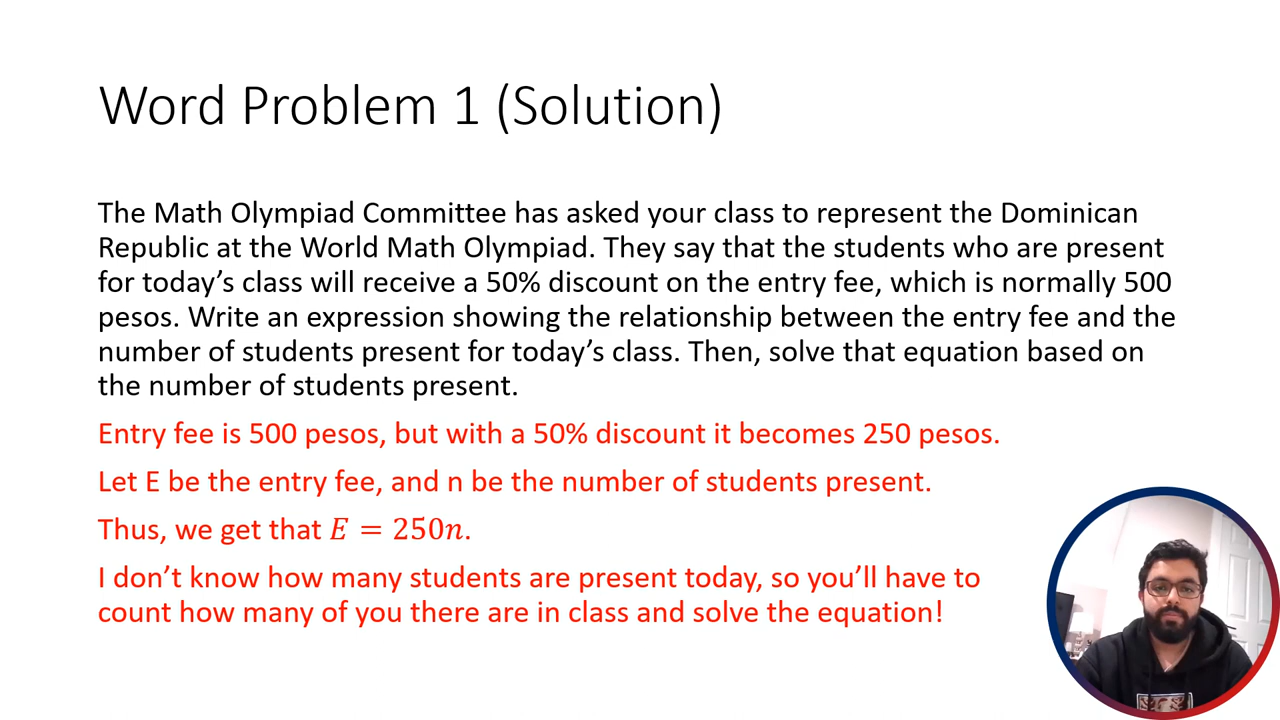 Word Problem 1 (Solution)
The Math Olympiad Committee has asked your class to represent the Dominican
Republic at the World Math Olympiad. They say that the students who are present
for today’s class will receive a 50% discount on the entry fee, which is normally 500
pesos. Write an expression showing the relationship between the entry fee and the
number of students present for today’s class. Then, solve that equation based on
the number of students present.
Entry fee is 500 pesos, but with a 50% discount it becomes 250 pesos.
Let E be the entry fee, and n be the number of students present.
Thus, we get that E = 250n.
I don’t know how many students are present today, so you’ll have to
count how many of you there are in class and solve the equation!